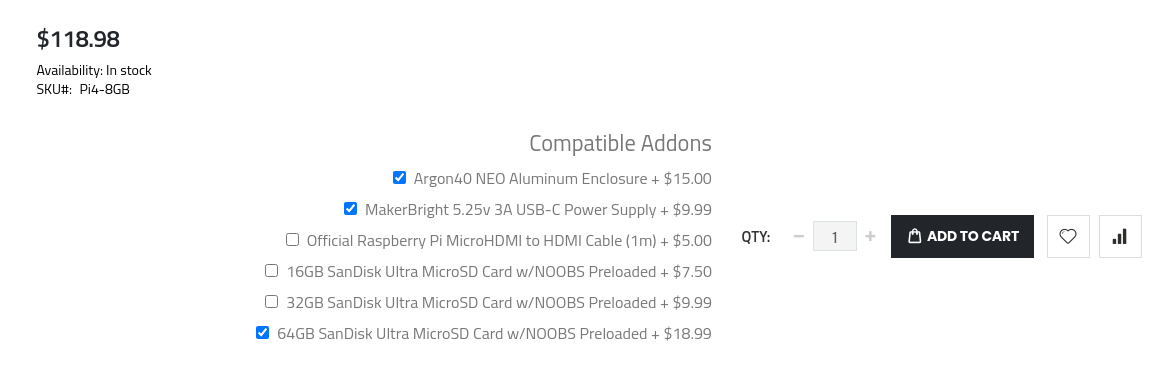 $118.98
Availability: In stock
SKU#: Pi4-8GB
Compatible Addons
Argon40 NEO Aluminum Enclosure + $15.00
MakerBright 5.25v 3A USB-C Power Supply + $9.99
Official Raspberry Pi MicroHDMI to HDMI Cable (1m) + $5.00
16GB SanDisk Ultra MicroSD Card w/NOOBS Preloaded + $7.50
32GB SanDisk Ultra MicroSD Card w/NOOBS Preloaded + $9.99
64GB SanDisk Ultra MicroSD Card w/NOOBS Preloaded + $18.99
QTY: − 1 + ADD TO CART